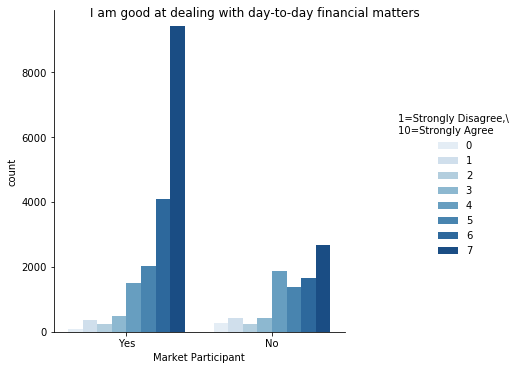 I am good at dealing with day-to-day financial matters
8000
6000
4000
2000
0
count
Yes
No
Market Participant
1=Strongly Disagree,\
10=Strongly Agree
0
1
2
3
4
5
6
7